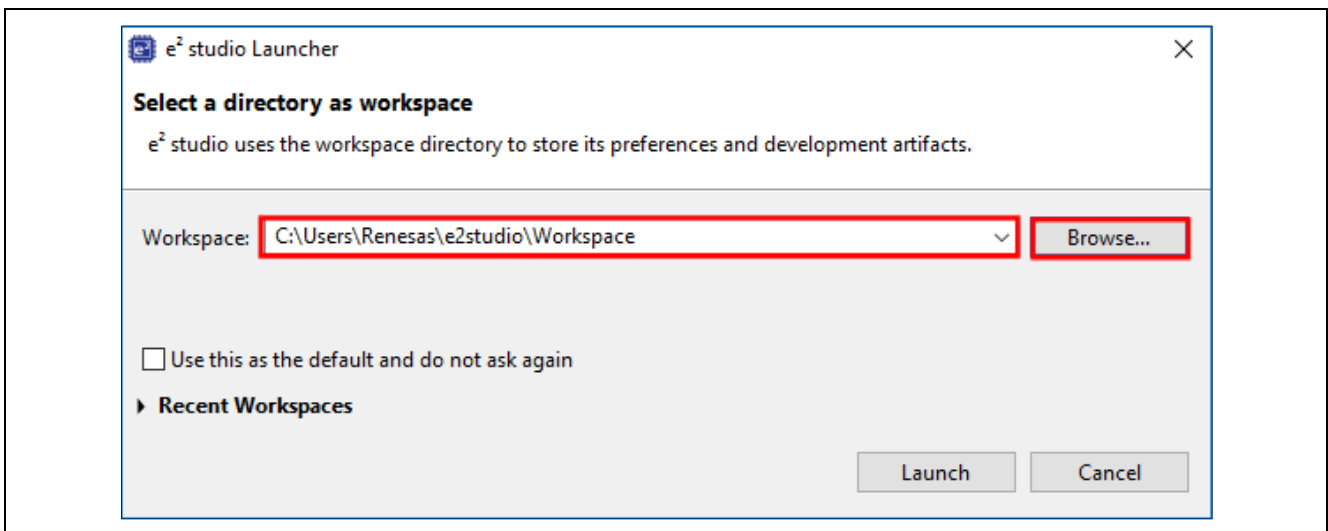 e² studio Launcher
Select a directory as workspace
e² studio uses the workspace directory to store its preferences and development artifacts.
Workspace: C:\Users\Renesas\e2studio\Workspace Browse...
Use this as the default and do not ask again
Recent Workspaces
Launch Cancel